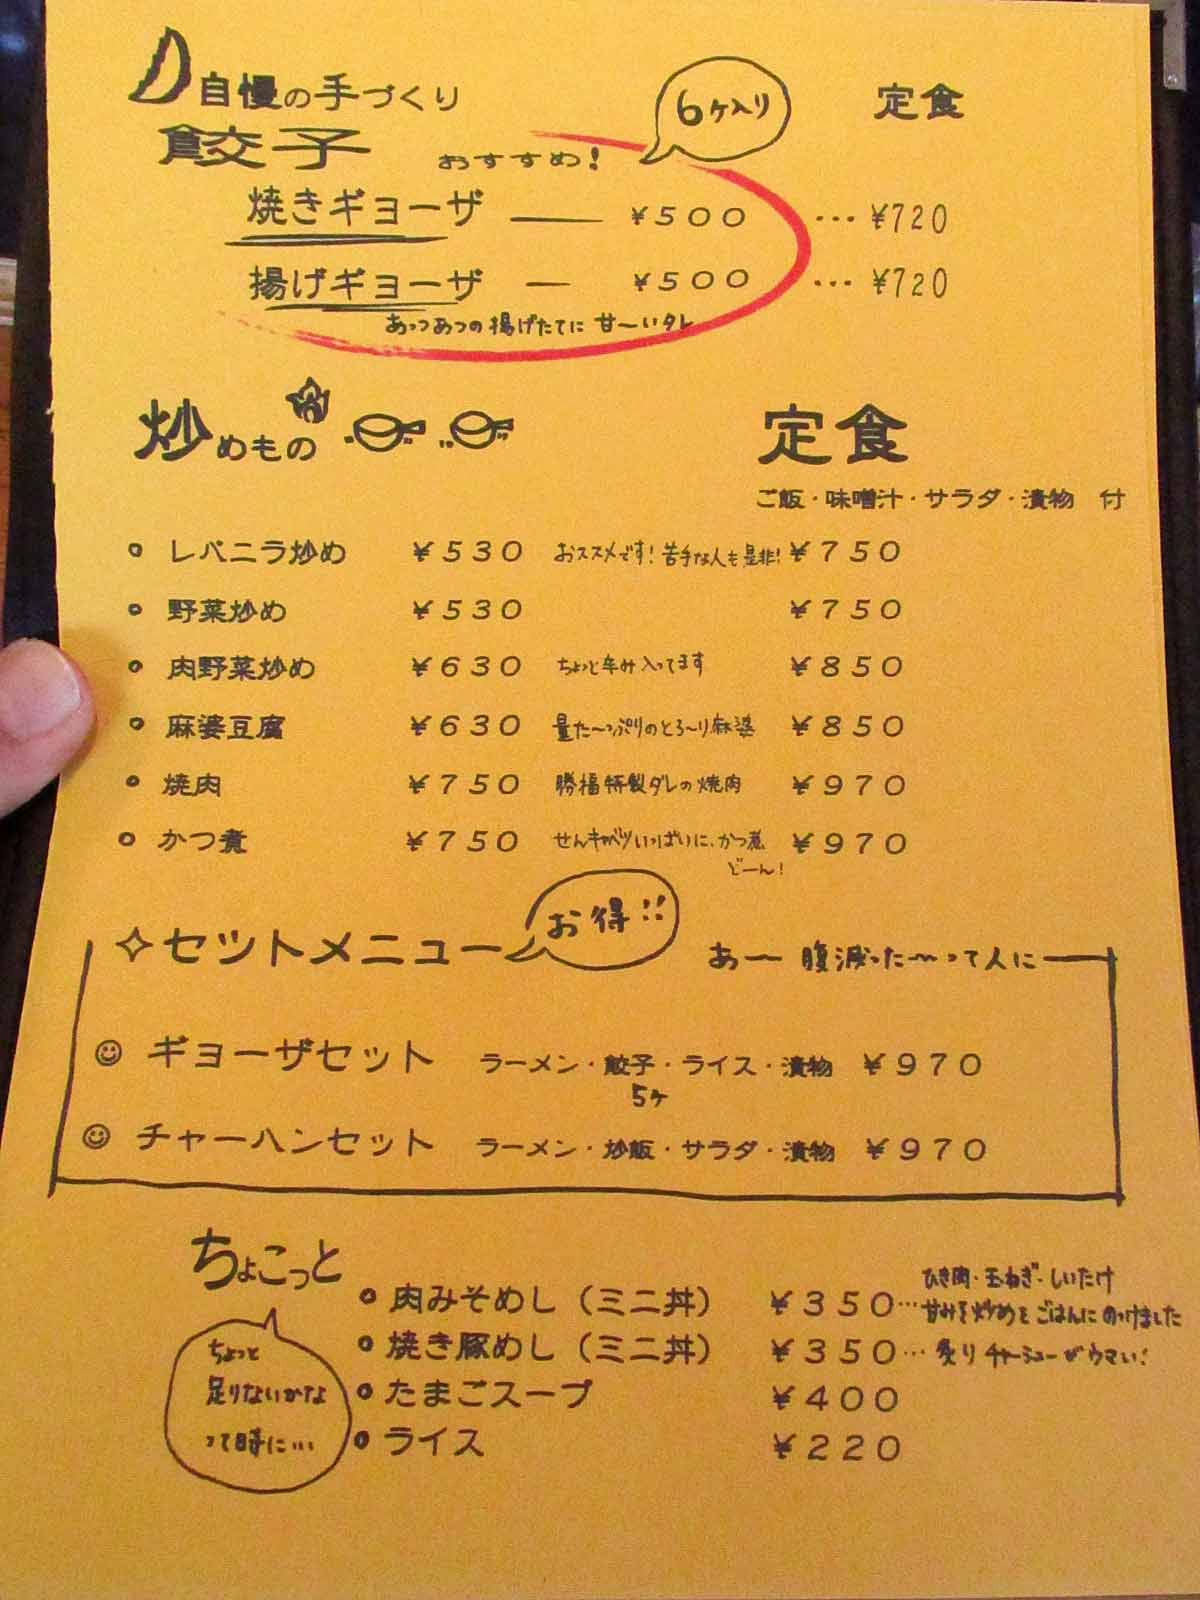 自慢の手づくり
餃子 おすすめ! 6ヶ入り 定食
焼きギョーザ ― ¥500 … ¥720
揚げギョーザ ― ¥500 … ¥720
あっつあつの揚げたてに 甘〜いタレ
炒めもの 定食
ご飯・味噌汁・サラダ・漬物 付
レバニラ炒め ¥530 おススメです!苦手な人も是非! ¥750
野菜炒め ¥530 ¥750
肉野菜炒め ¥630 ちょっと辛み入ってます ¥850
麻婆豆腐 ¥630 量た〜っぷりのとろ〜り麻婆 ¥850
焼肉 ¥750 勝福特製ダレの焼肉 ¥970
かつ煮 ¥750 せんキャベツいっぱいに、かつ煮 ¥970
どーん!
✧セットメニュー お得!! あー 腹減った〜って人に
ギョーザセット ラーメン・餃子・ライス・漬物 ¥970
5ヶ
チャーハンセット ラーメン・炒飯・サラダ・漬物 ¥970
ちょこっと
ひき肉・玉ねぎ・しいたけ
肉みそめし(ミニ丼) ¥350… 甘みそ炒めをごはんにのっけました
焼き豚めし(ミニ丼) ¥350… 炙りチャーシューがウマい!
たまごスープ ¥400
ライス ¥220
ちょっと
足りないかな
って時に…